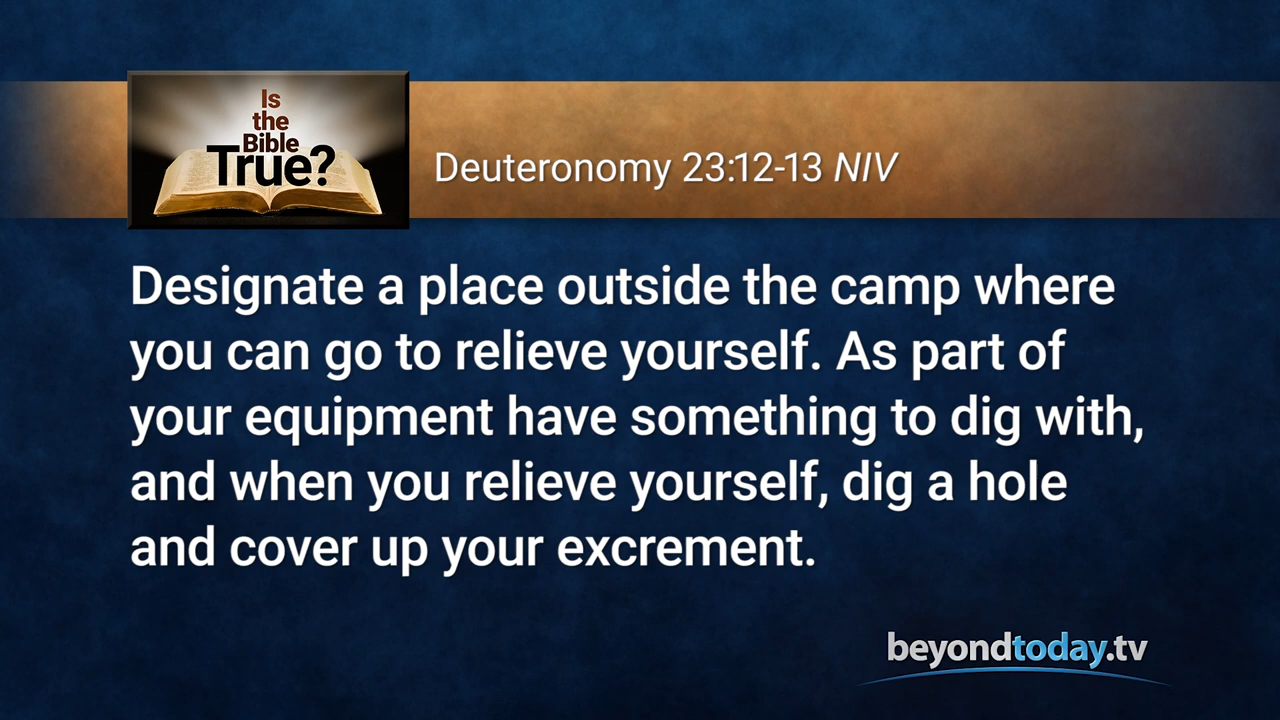 Is
the
Bible
True?
Deuteronomy 23:12-13 NIV
Designate a place outside the camp where
you can go to relieve yourself. As part of
your equipment have something to dig with,
and when you relieve yourself, dig a hole
and cover up your excrement.
beyondtoday.tv